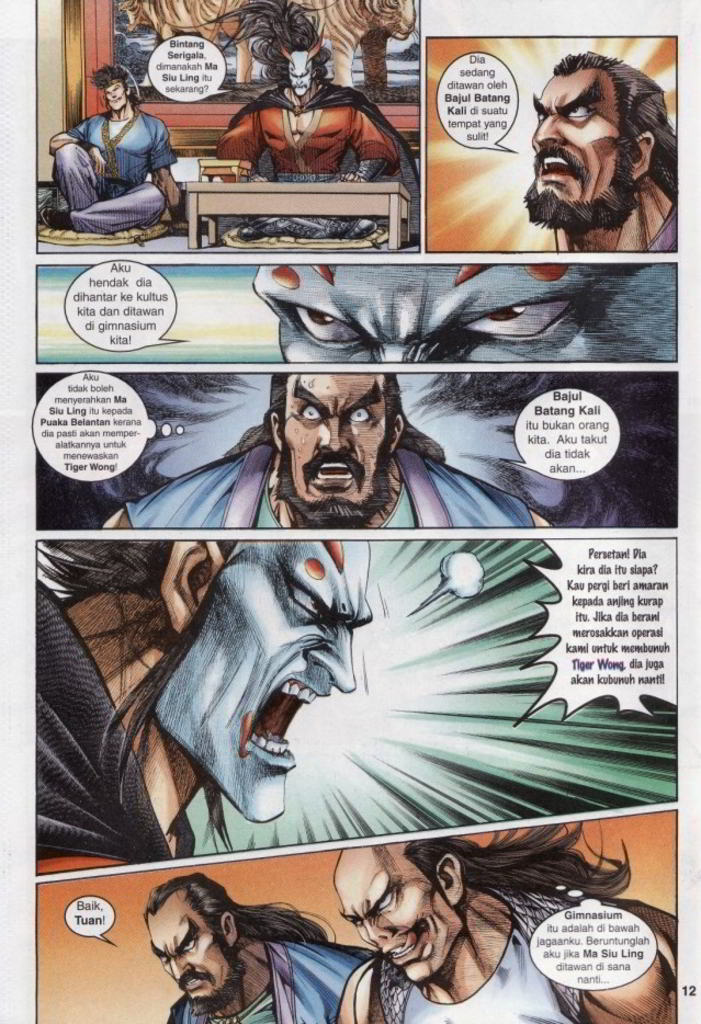 Bintang
Serigala,
dimanakah Ma
Siu Ling itu
sekarang?
Dia
sedang
ditawan oleh
Bajul Batang
Kali di suatu
tempat yang
sulit!
Aku
hendak dia
dihantar ke kultus
kita dan ditawan
di gimnasium
kita!
Aku
tidak boleh
menyerahkan Ma
Siu Ling itu kepada
Puaka Belantan kerana
dia pasti akan memper-
alatkannya untuk
menewaskan
Tiger Wong!
Bajul
Batang Kali
itu bukan orang
kita. Aku takut
dia tidak
akan...
Persetan! Dia
kira dia itu siapa?
Kau pergi beri amaran
kepada anjing kurap
itu. Jika dia berani
merosakkan operasi
kami untuk membunuh
Tiger Wong, dia juga
akan kubunuh nanti!
Baik,
Tuan!
Gimnasium
itu adalah di bawah
jagaanku. Beruntunglah
aku jika Ma Siu Ling
ditawan di sana
nanti...
12